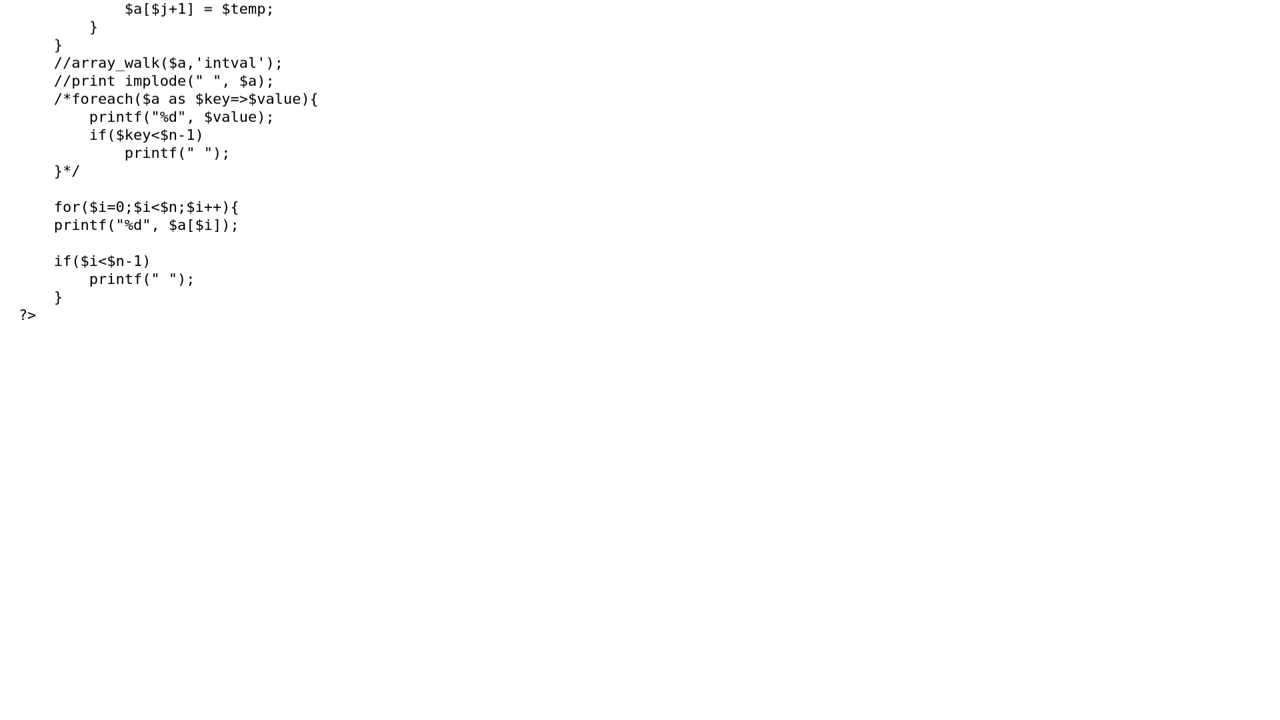 $a[$j+1] = $temp;
        }
    }
    //array_walk($a,'intval');
    //print implode(" ", $a);
    /*foreach($a as $key=>$value){
        printf("%d", $value);
        if($key<$n-1)
            printf(" ");
    }*/

    for($i=0;$i<$n;$i++){
    printf("%d", $a[$i]);

    if($i<$n-1)
        printf(" ");
    }
?>